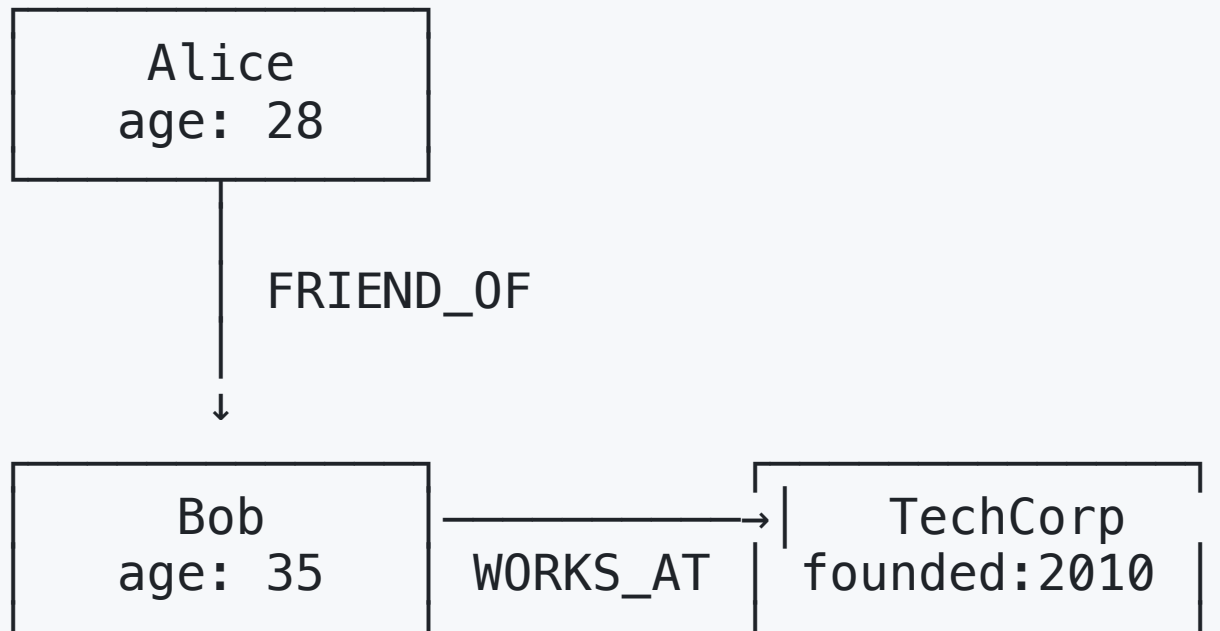 Alice
age: 28
FRIEND_OF
Bob
TechCorp
age: 35
WORKS_AT
founded:2010